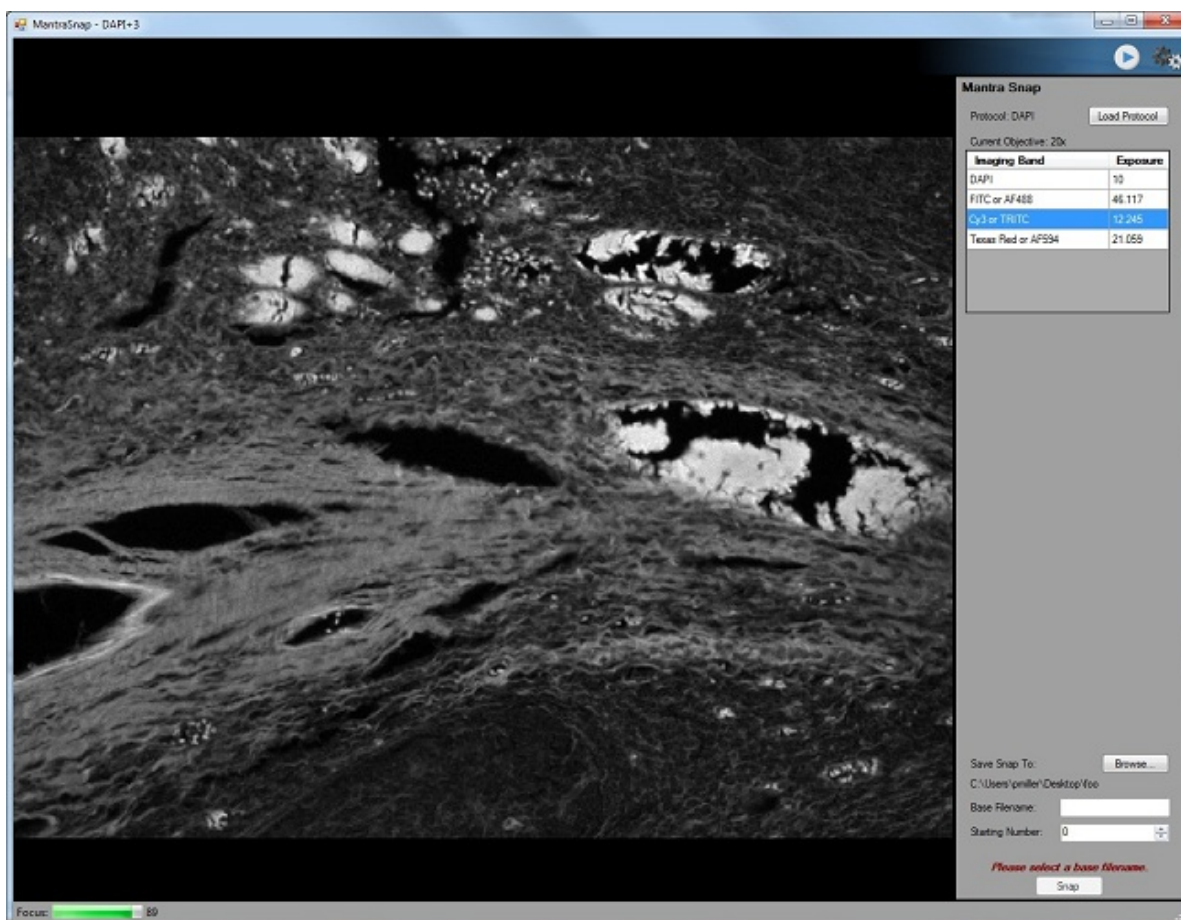 MantraSnap - DAPI+3
Mantra Snap
Protocol: DAPI
Load Protocol
Current Objective: 20x
Imaging Band Exposure
DAPI 10
FITC or AF488 46.117
Cy3 or TRITC 12.245
Texas Red or AF594 21.059
Save Snap To:
Browse...
C:\Users\pmiller\Desktop\foo
Base Filename:
Starting Number: 0
Please select a base filename.
Snap
Focus: 89